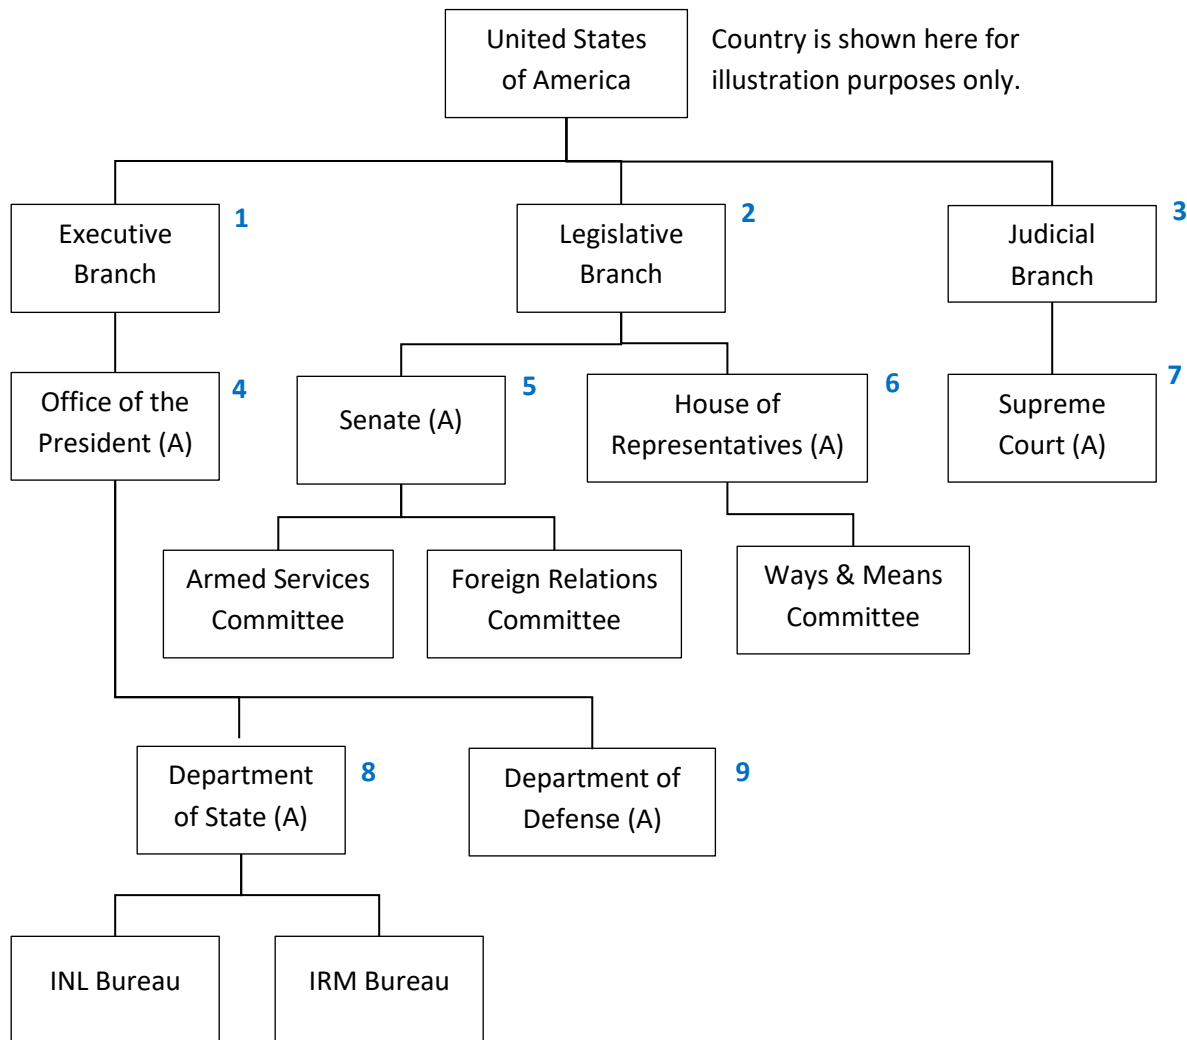 United States
of America
Country is shown here for
illustration purposes only.
Executive
Branch
1
Legislative
Branch
2
Judicial
Branch
3
Office of the
President (A)
4
Senate (A)
5
House of
Representatives (A)
6
Supreme
Court (A)
7
Armed Services
Committee
Foreign Relations
Committee
Ways & Means
Committee
Department
of State (A)
8
Department of
Defense (A)
9
INL Bureau
IRM Bureau